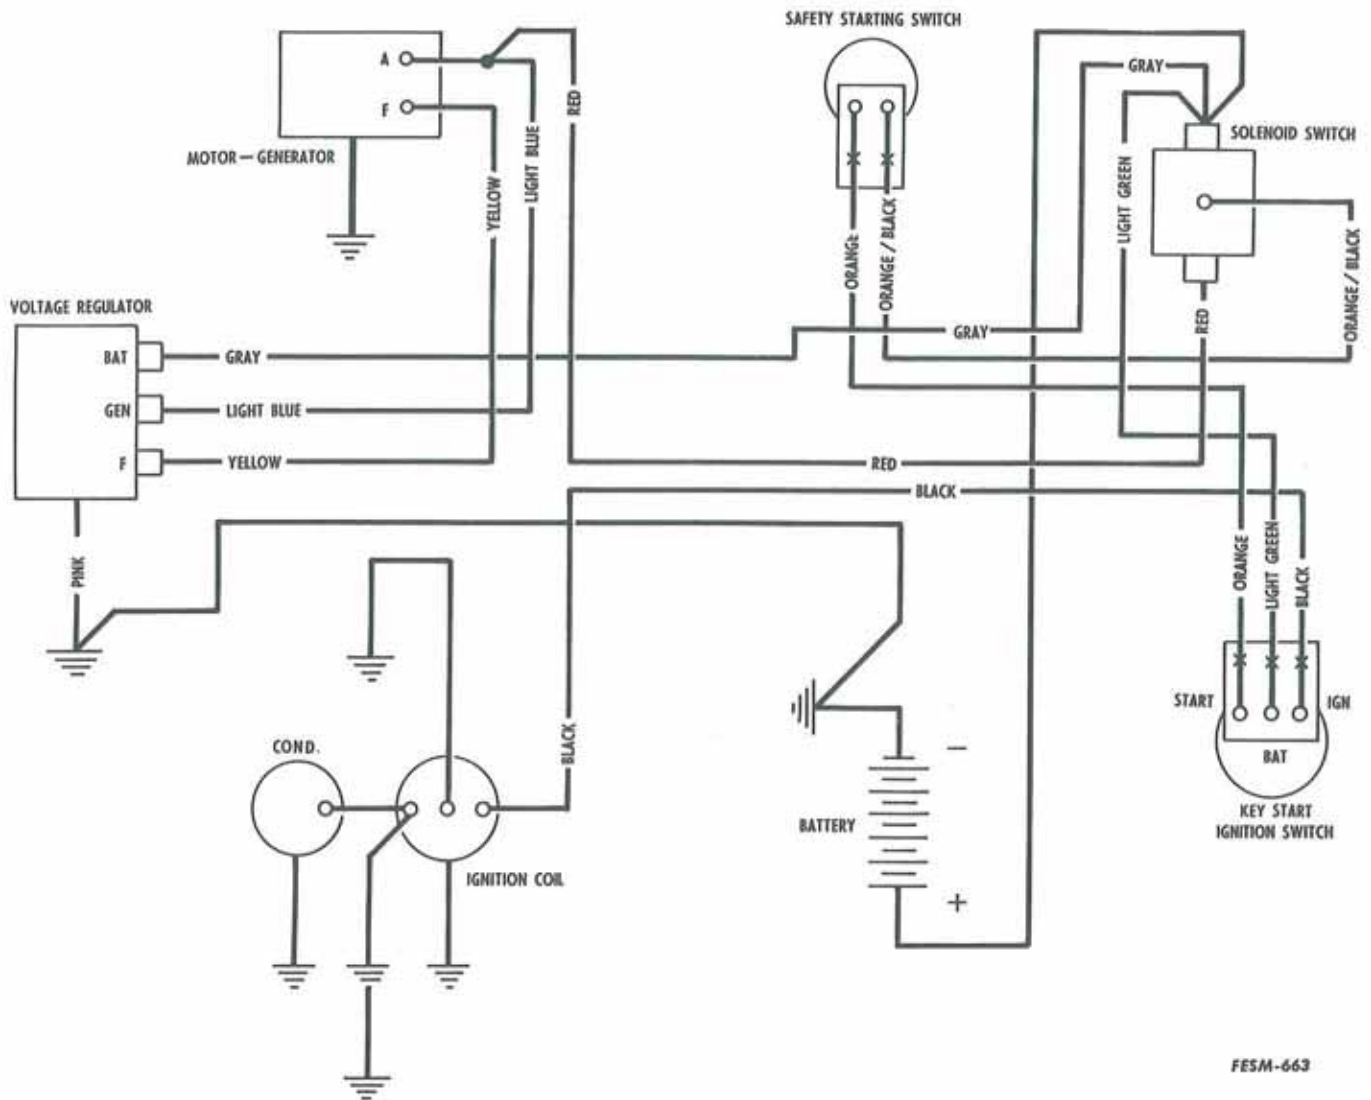 SAFETY STARTING SWITCH
A
F
MOTOR—GENERATOR
RED
LIGHT BLUE
YELLOW
GRAY
LIGHT GREEN
SOLENOID SWITCH
ORANGE
ORANGE/BLACK
ORANGE/BLACK
RED
VOLTAGE REGULATOR
BAT
GRAY
GRAY
GEN
LIGHT BLUE
F
YELLOW
RED
BLACK
PINK
ORANGE
LIGHT GREEN
BLACK
START
IGN
BAT
KEY START
IGNITION SWITCH
COND.
BLACK
IGNITION COIL
BATTERY
−
+
FESM-663